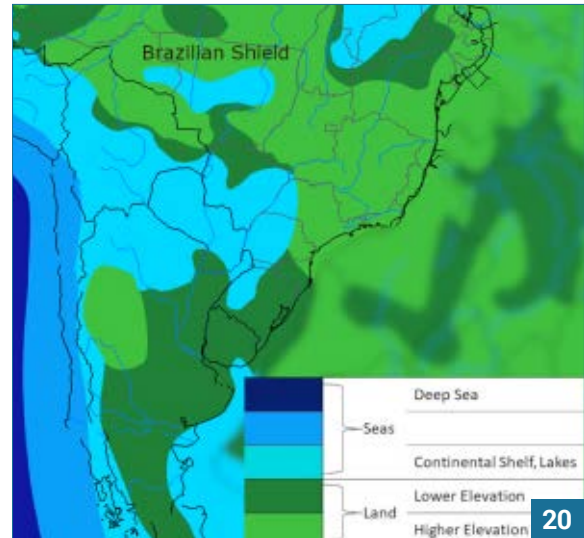 Brazilian Shield
Deep Sea
Seas
Continental Shelf, Lakes
Lower Elevation
Land
Higher Elevation
20